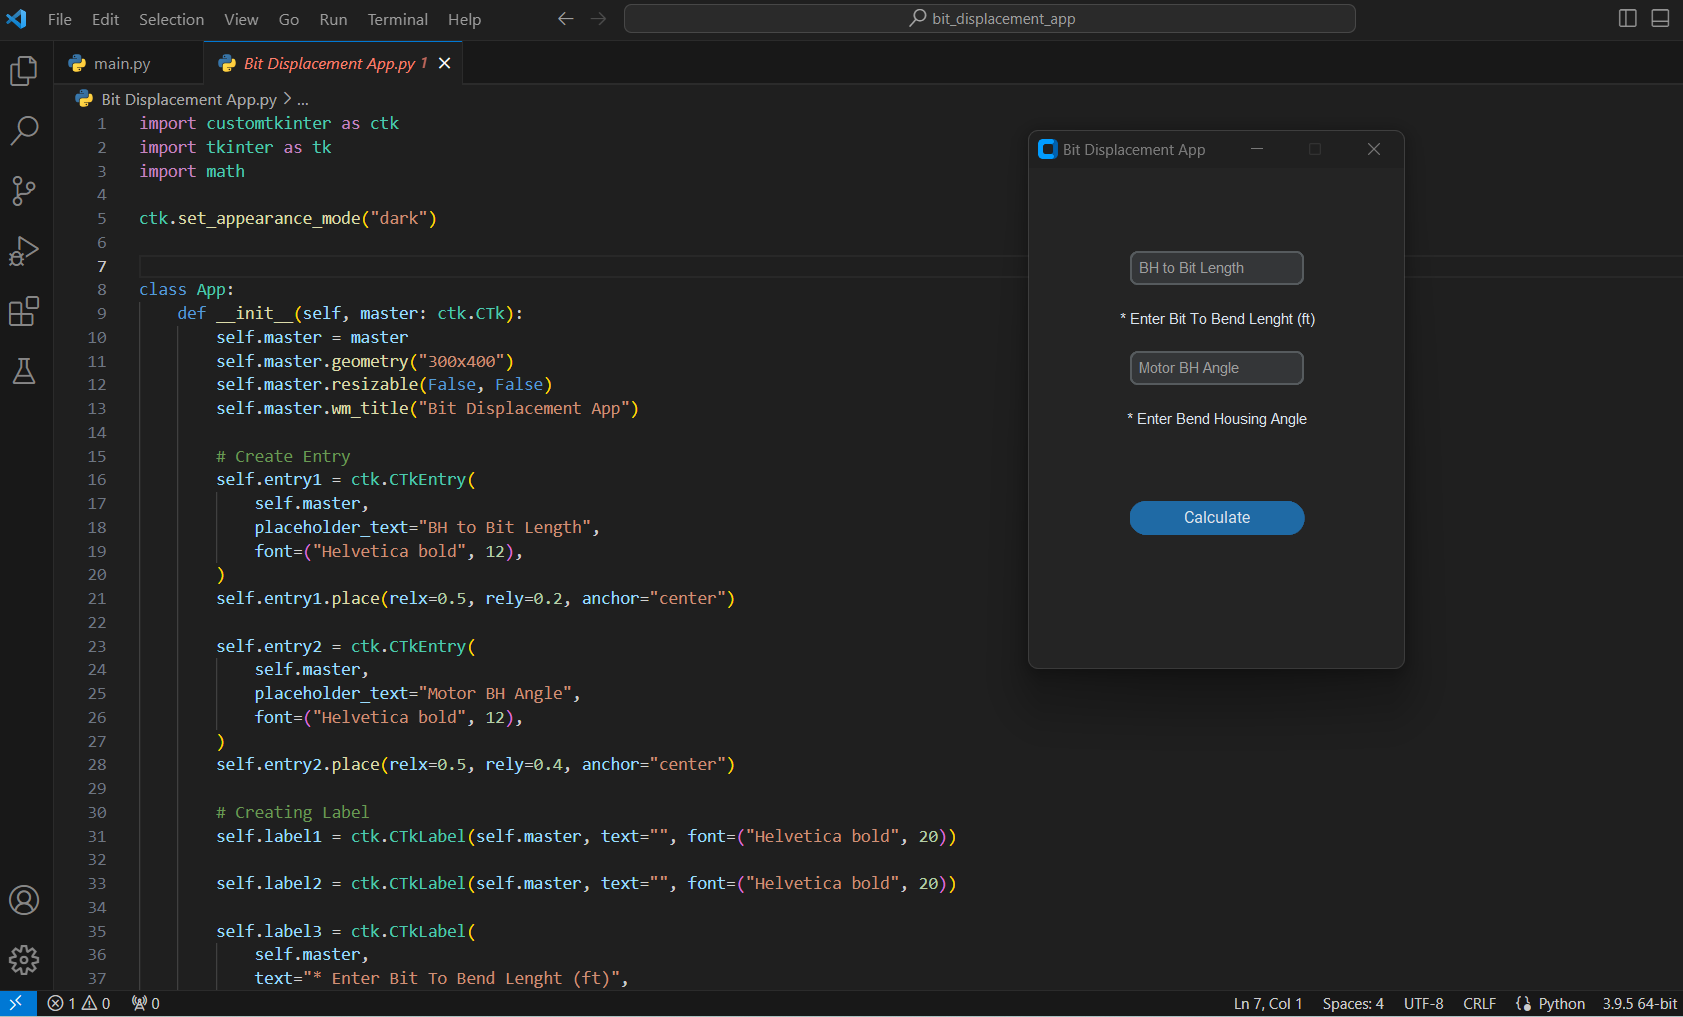 File Edit Selection View Go Run Terminal Help
bit_displacement_app
main.py
Bit Displacement App.py 1
Bit Displacement App.py > ...
1 import customtkinter as ctk
2 import tkinter as tk
3 import math
4
5 ctk.set_appearance_mode("dark")
6
7
8 class App:
9 def __init__(self, master: ctk.CTk):
10 self.master = master
11 self.master.geometry("300x400")
12 self.master.resizable(False, False)
13 self.master.wm_title("Bit Displacement App")
14
15 # Create Entry
16 self.entry1 = ctk.CTkEntry(
17 self.master,
18 placeholder_text="BH to Bit Length",
19 font=("Helvetica bold", 12),
20 )
21 self.entry1.place(relx=0.5, rely=0.2, anchor="center")
22
23 self.entry2 = ctk.CTkEntry(
24 self.master,
25 placeholder_text="Motor BH Angle",
26 font=("Helvetica bold", 12),
27 )
28 self.entry2.place(relx=0.5, rely=0.4, anchor="center")
29
30 # Creating Label
31 self.label1 = ctk.CTkLabel(self.master, text="", font=("Helvetica bold", 20))
32
33 self.label2 = ctk.CTkLabel(self.master, text="", font=("Helvetica bold", 20))
34
35 self.label3 = ctk.CTkLabel(
36 self.master,
37 text="* Enter Bit To Bend Lenght (ft)",
Bit Displacement App
BH to Bit Length
* Enter Bit To Bend Lenght (ft)
Motor BH Angle
* Enter Bend Housing Angle
Calculate
1 0 0
Ln 7, Col 1 Spaces: 4 UTF-8 CRLF Python 3.9.5 64-bit